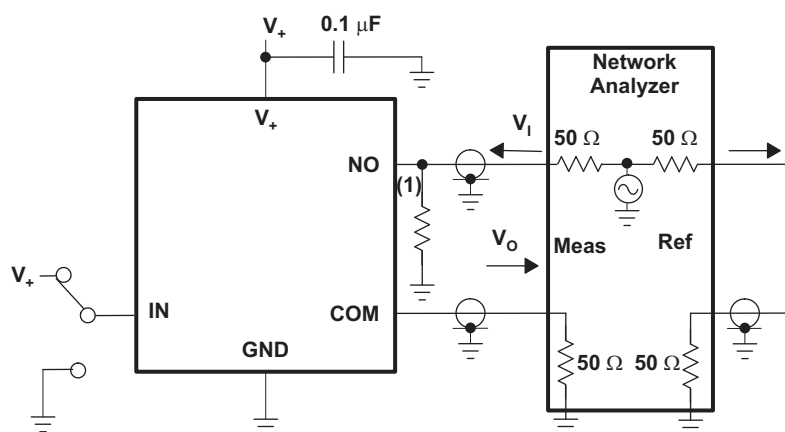 V+
0.1 μF
Network
Analyzer
V+
VI
50 Ω
50 Ω
NO
(1)
VO
Meas
Ref
V+
IN
COM
GND
50 Ω
50 Ω